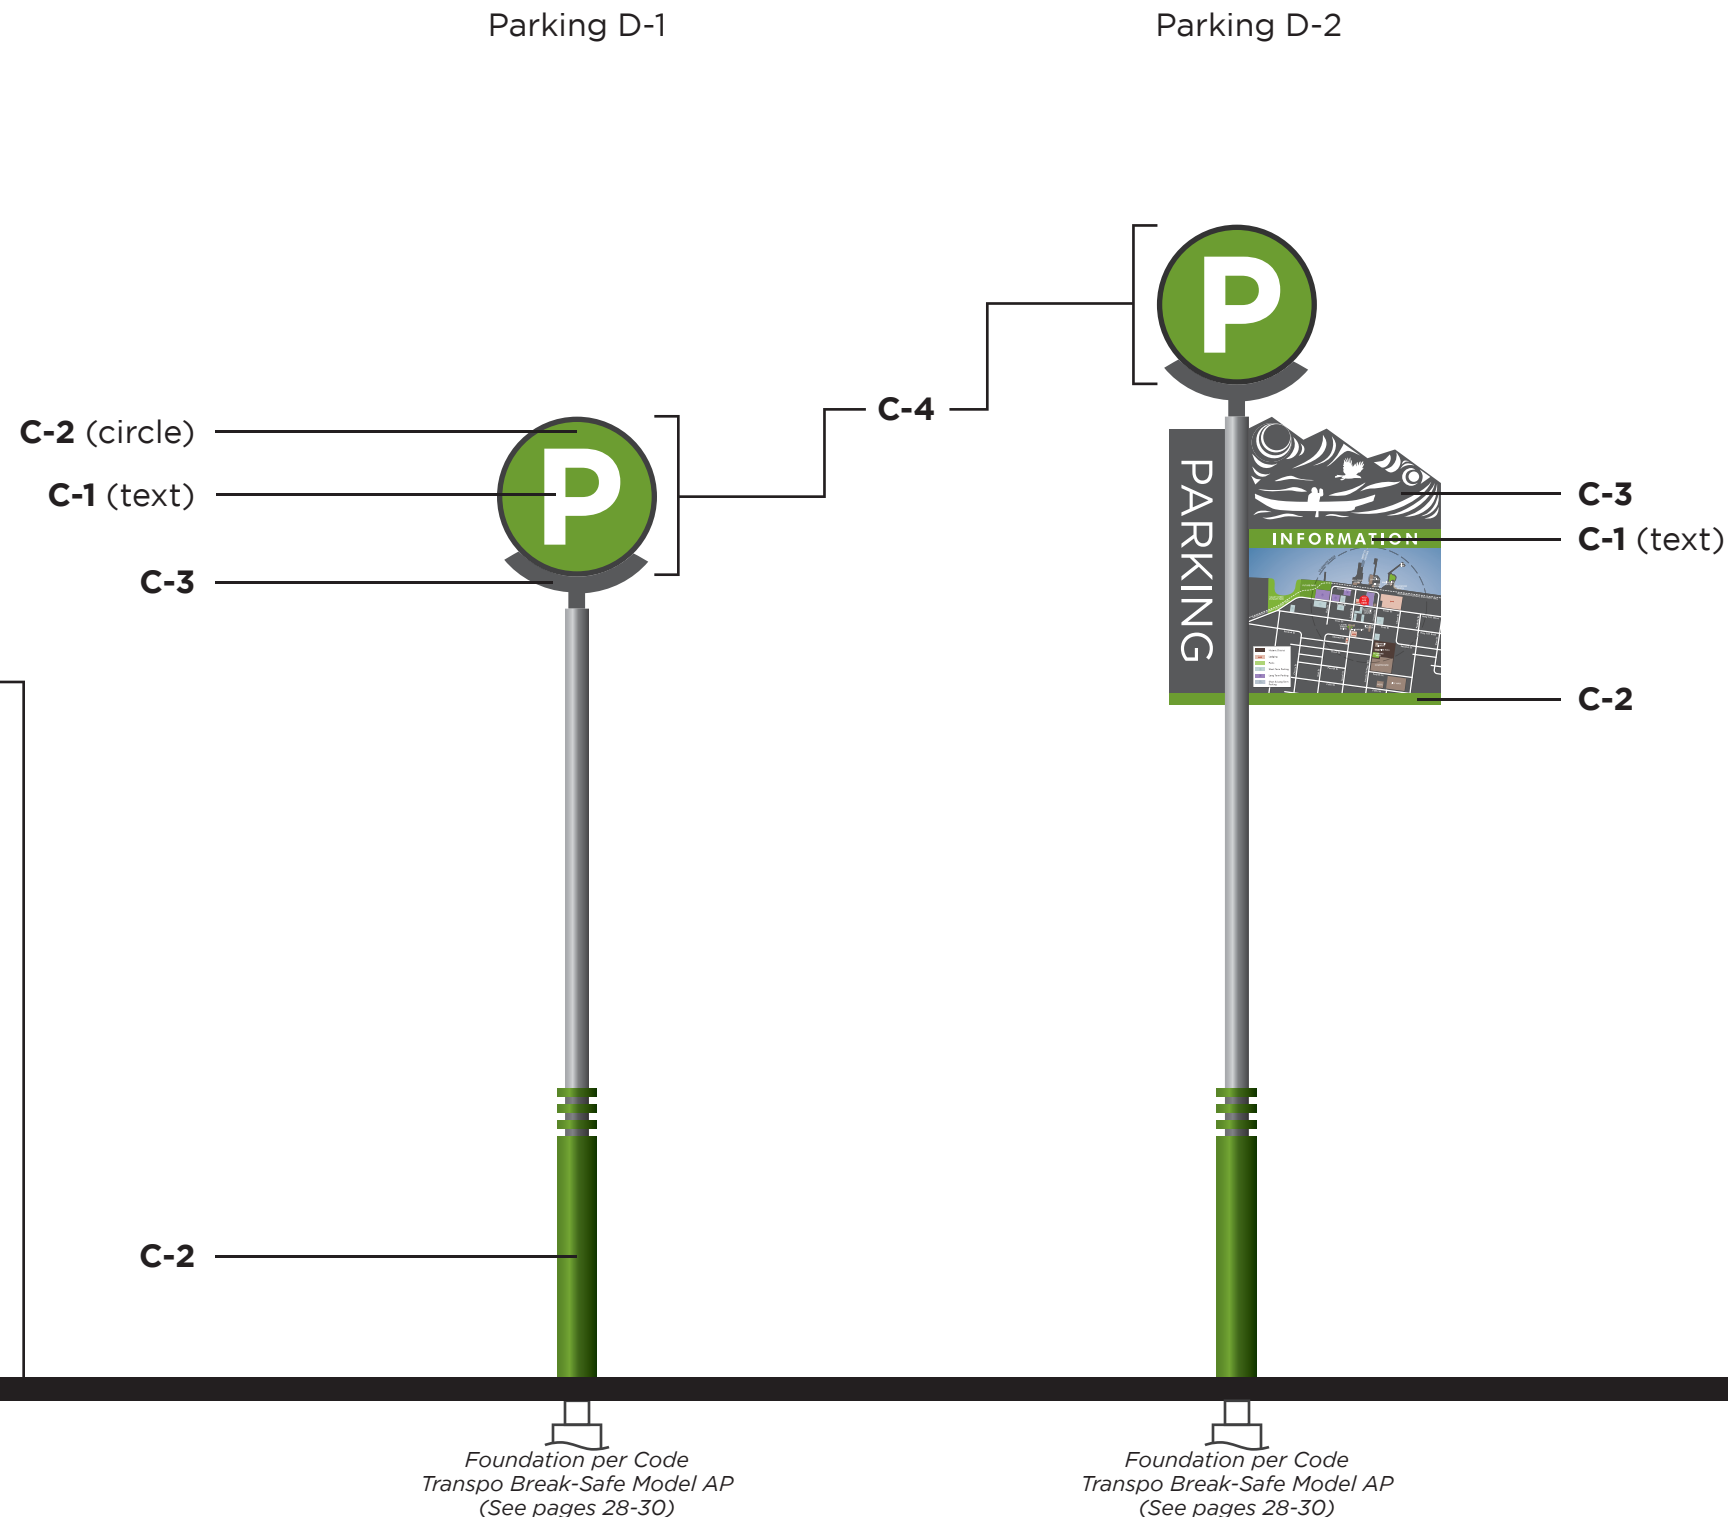 Parking D-1
Parking D-2
P
P
C-4
C-2 (circle)
C-1 (text)
C-3
C-2
PARKING
INFORMATION
C-3
C-1 (text)
C-2
Foundation per Code
Transpo Break-Safe Model AP
(See pages 28-30)
Foundation per Code
Transpo Break-Safe Model AP
(See pages 28-30)